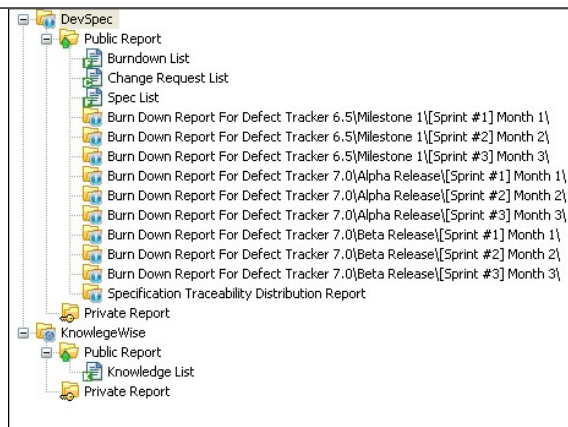 DevSpec
Public Report
Burndown List
Change Request List
Spec List
Burn Down Report For Defect Tracker 6.5\Milestone 1\[Sprint #1] Month 1\
Burn Down Report For Defect Tracker 6.5\Milestone 1\[Sprint #2] Month 2\
Burn Down Report For Defect Tracker 6.5\Milestone 1\[Sprint #3] Month 3\
Burn Down Report For Defect Tracker 7.0\Alpha Release\[Sprint #1] Month 1\
Burn Down Report For Defect Tracker 7.0\Alpha Release\[Sprint #2] Month 2\
Burn Down Report For Defect Tracker 7.0\Alpha Release\[Sprint #3] Month 3\
Burn Down Report For Defect Tracker 7.0\Beta Release\[Sprint #1] Month 1\
Burn Down Report For Defect Tracker 7.0\Beta Release\[Sprint #2] Month 2\
Burn Down Report For Defect Tracker 7.0\Beta Release\[Sprint #3] Month 3\
Specification Traceability Distribution Report
Private Report
KnowlegeWise
Public Report
Knowledge List
Private Report